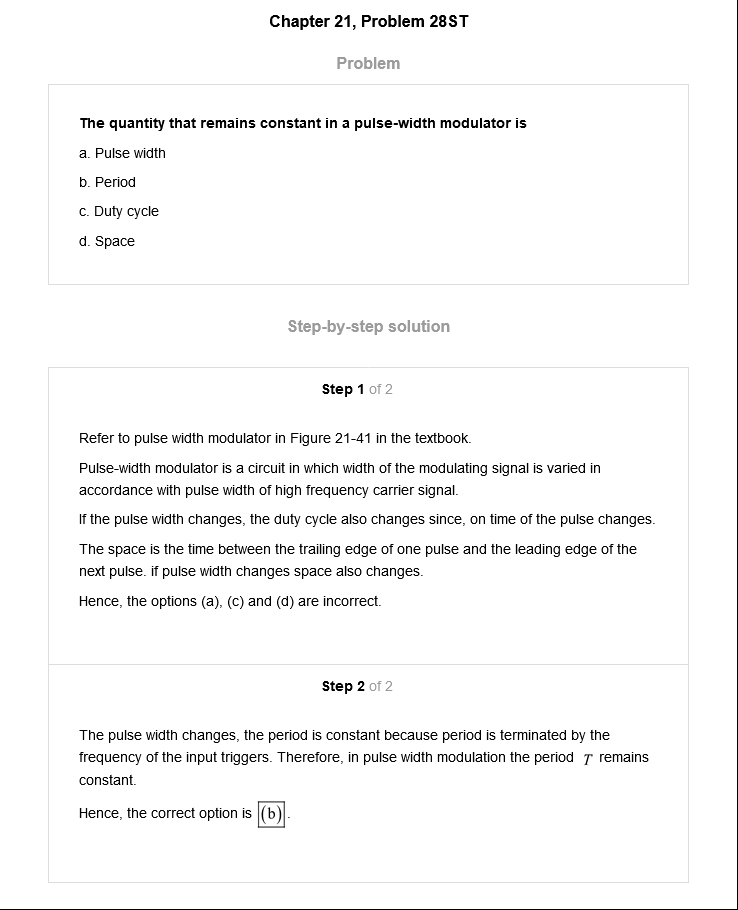 Chapter 21, Problem 28ST
Problem
The quantity that remains constant in a pulse-width modulator is
a. Pulse width
b. Period
c. Duty cycle
d. Space
Step-by-step solution
Step 1 of 2
Refer to pulse width modulator in Figure 21-41 in the textbook.
Pulse-width modulator is a circuit in which width of the modulating signal is varied in
accordance with pulse width of high frequency carrier signal.
If the pulse width changes, the duty cycle also changes since, on time of the pulse changes.
The space is the time between the trailing edge of one pulse and the leading edge of the
next pulse. if pulse width changes space also changes.
Hence, the options (a), (c) and (d) are incorrect.
Step 2 of 2
The pulse width changes, the period is constant because period is terminated by the
frequency of the input triggers. Therefore, in pulse width modulation the period T remains
constant.
Hence, the correct option is (b).